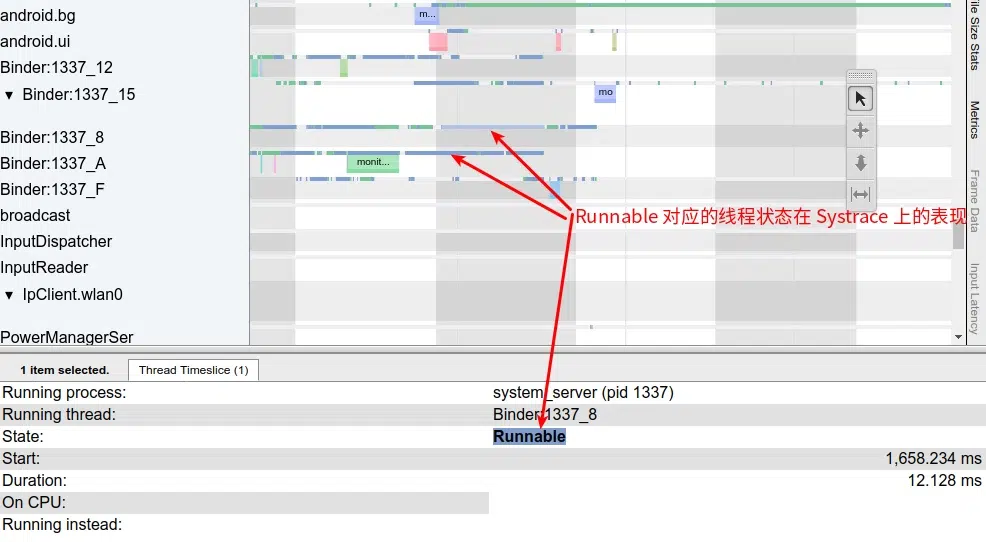 android.bg
m...
android.ui
Binder:1337_12
▼ Binder:1337_15
mo
Binder:1337_8
Binder:1337_A
monit...
Binder:1337_F
broadcast
Runnable 对应的线程状态在 Systrace 上的表现
InputDispatcher
InputReader
▼ IpClient.wlan0
PowerManagerSer
File Size Stats
Metrics
Frame Data
Input Latency
1 item selected.
Thread Timeslice (1)
Running process:
system_server (pid 1337)
Running thread:
Binder:1337_8
State:
Runnable
Start:
1,658.234 ms
Duration:
12.128 ms
On CPU:
Running instead: